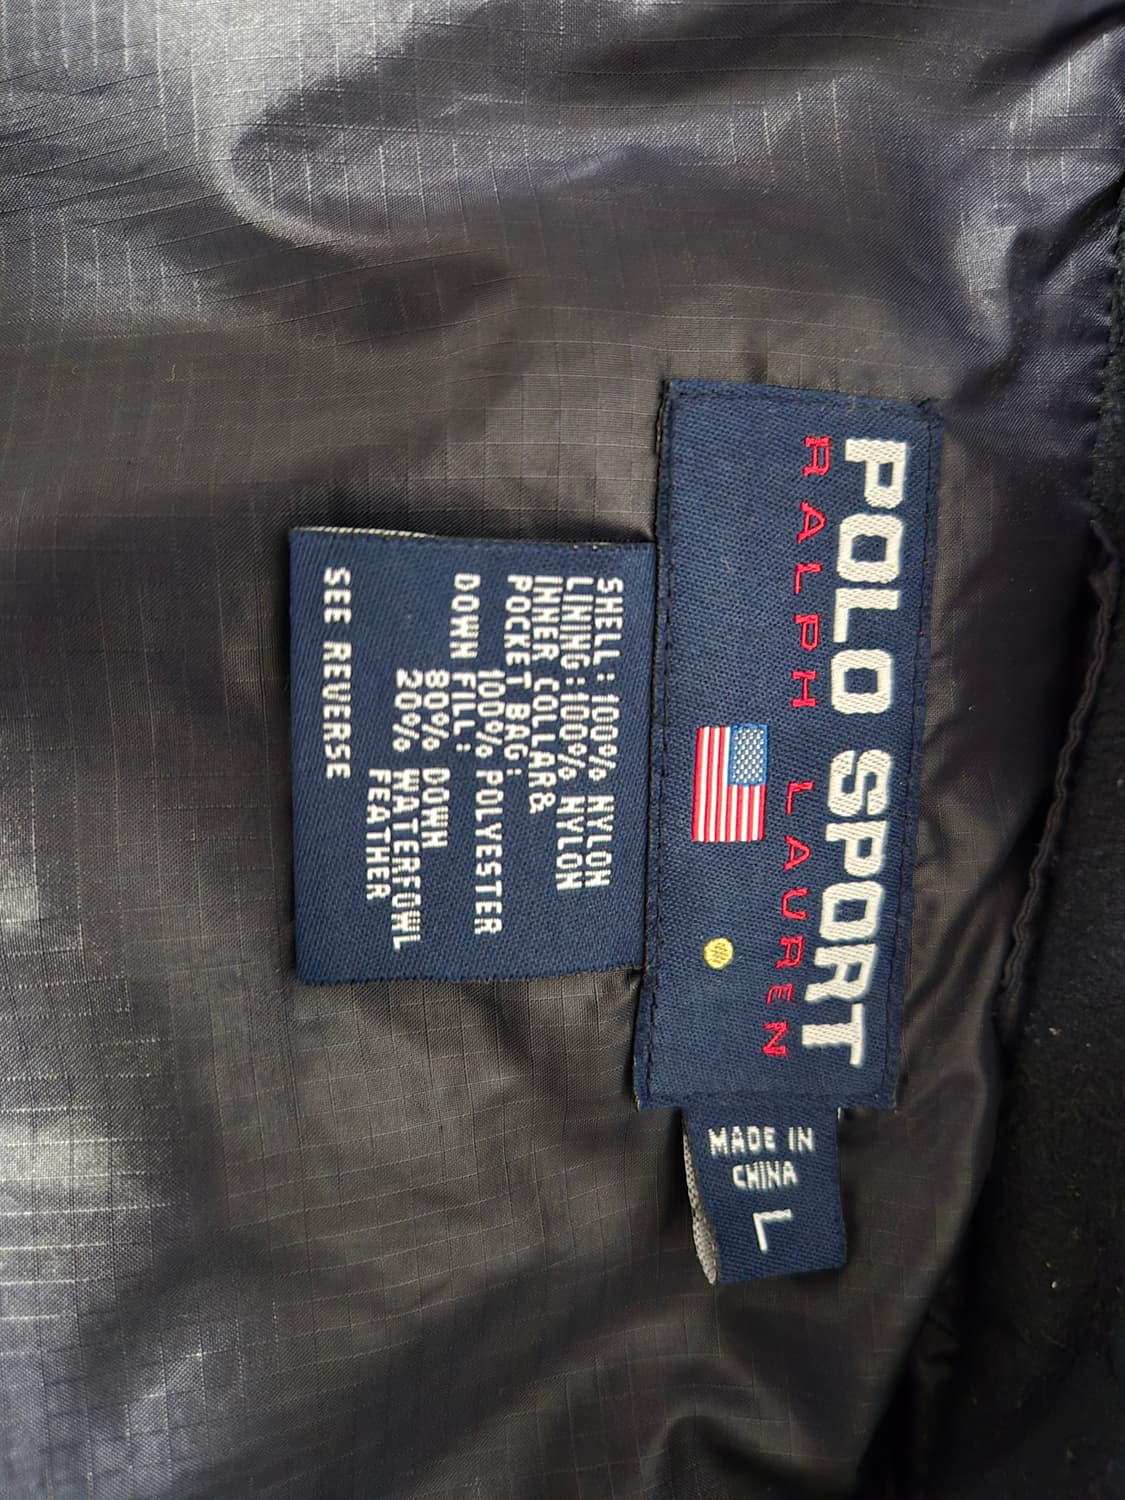 POLO SPORT
RALPH LAUREN
MADE IN
CHINA
L
SHELL:100% NYLON
LINING:100% NYLON
INNER COLLAR&
POCKET BAG:
100% POLYESTER
DOWN FILL:
80% DOWN
20% WATERFOWL
FEATHER
SEE REVERSE